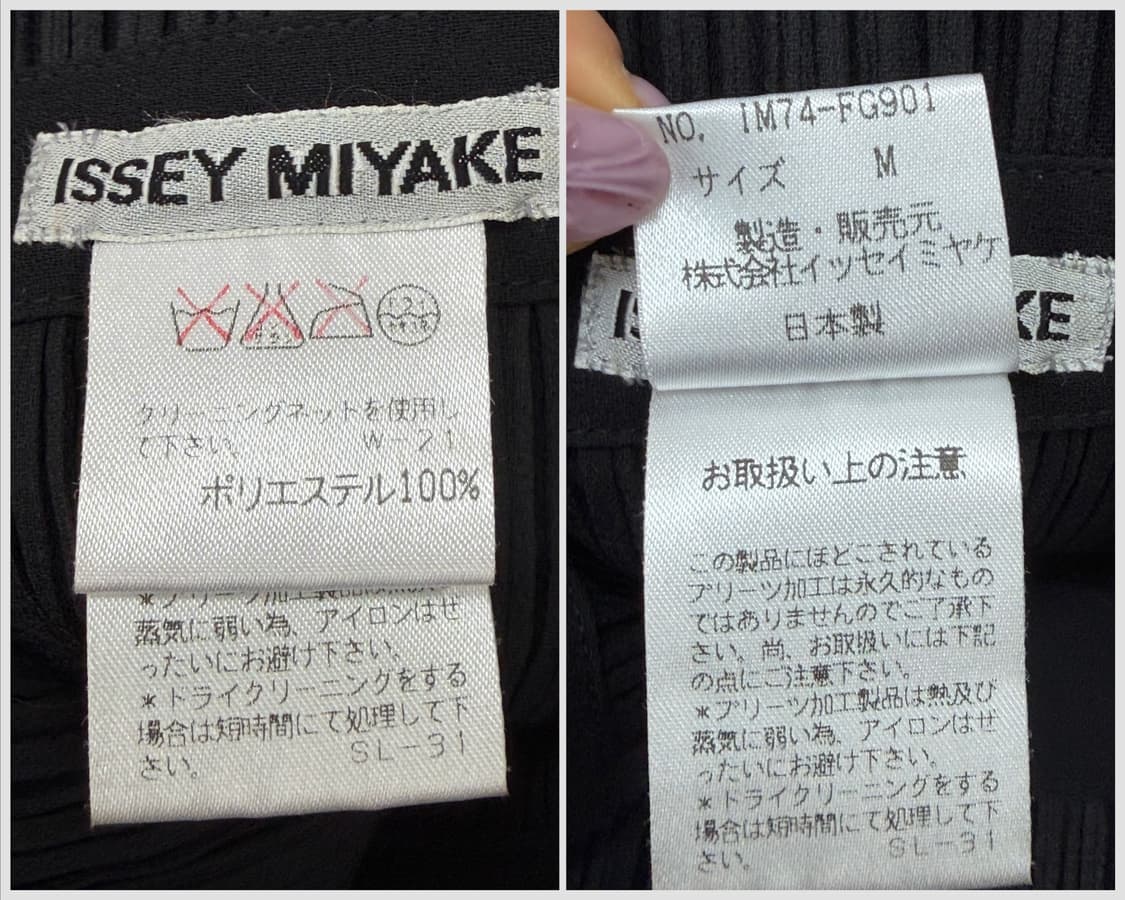 ISSEY MIYAKE
クリーニングネットを使用し
て下さい。 W-21
ポリエステル100%
*プリーツ加工製品は熱及び
蒸気に弱い為、アイロンはぜ
ったいにお避け下さい。
*ドライクリーニングをする
場合は短時間にて処理して下
さい。 SL-31
NO. IM74-FG901
サイズ M
製造・販売元
株式会社イッセイミヤケ
日本製
IS KE
お取扱い上の注意
この製品にほどこされている
プリーツ加工は永久的なもの
ではありませんのでご了承下
さい。尚、お取扱いには下記
の点にご注意下さい。
*プリーツ加工製品は熱及び
蒸気に弱い為、アイロンはぜ
ったいにお避け下さい。
*ドライクリーニングをする
場合は短時間にて処理して下
さい。 SL-31